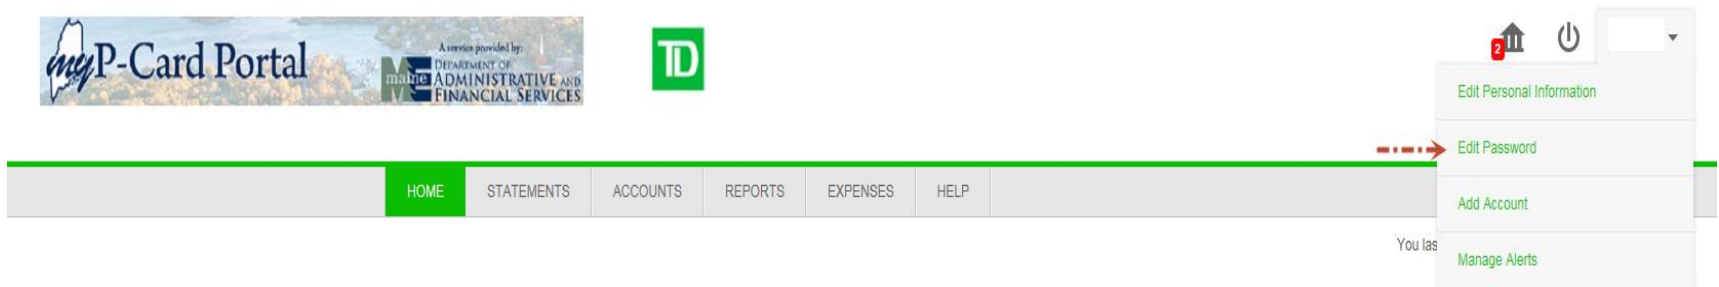 myP-Card Portal
A service provided by:
DEPARTMENT OF
ADMINISTRATIVE AND
FINANCIAL SERVICES
maine
TD
2
Edit Personal Information
Edit Password
HOME STATEMENTS ACCOUNTS REPORTS EXPENSES HELP
Add Account
You las
Manage Alerts